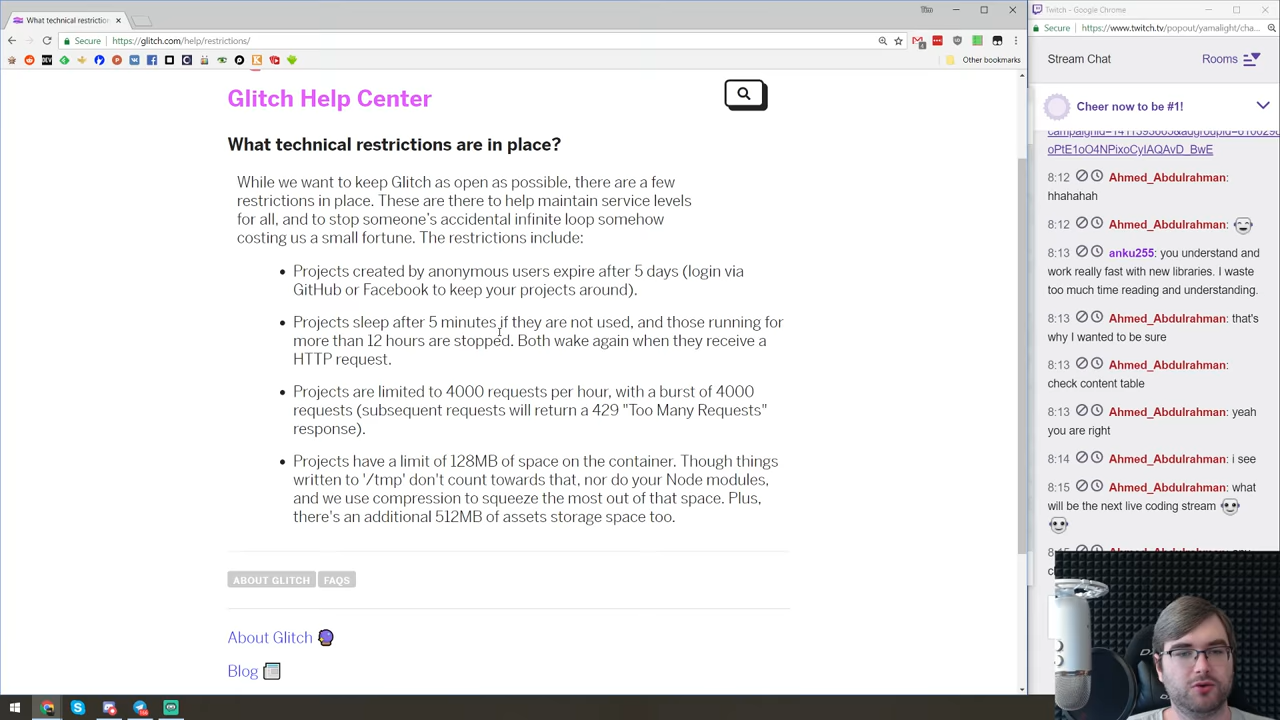 What technical restriction
Tim
Secure
https://glitch.com/help/restrictions/
Other bookmarks
Glitch Help Center
What technical restrictions are in place?
While we want to keep Glitch as open as possible, there are a few
restrictions in place. These are there to help maintain service levels
for all, and to stop someone's accidental infinite loop somehow
costing us a small fortune. The restrictions include:
• Projects created by anonymous users expire after 5 days (login via
GitHub or Facebook to keep your projects around).
• Projects sleep after 5 minutes if they are not used, and those running for
more than 12 hours are stopped. Both wake again when they receive a
HTTP request.
• Projects are limited to 4000 requests per hour, with a burst of 4000
requests (subsequent requests will return a 429 "Too Many Requests"
response).
• Projects have a limit of 128MB of space on the container. Though things
written to '/tmp' don't count towards that, nor do your Node modules,
and we use compression to squeeze the most out of that space. Plus,
there's an additional 512MB of assets storage space too.
ABOUT GLITCH FAQS
About Glitch
Blog
Twitch - Google Chrome
Secure
https://www.twitch.tv/popout/yamalight/cha...
Stream Chat Rooms
Cheer now to be #1!
oPtE1oO4NPixoCyIAQAvD_BwE
8:12 Ahmed_Abdulrahman:
hhahahah
8:12 Ahmed_Abdulrahman:
8:13 anku255: you understand and
work really fast with new libraries. I waste
too much time reading and understanding.
8:13 Ahmed_Abdulrahman: that's
why I wanted to be sure
8:13 Ahmed_Abdulrahman:
check content table
8:13 Ahmed_Abdulrahman: yeah
you are right
8:14 Ahmed_Abdulrahman: i see
8:15 Ahmed_Abdulrahman: what
will be the next live coding stream